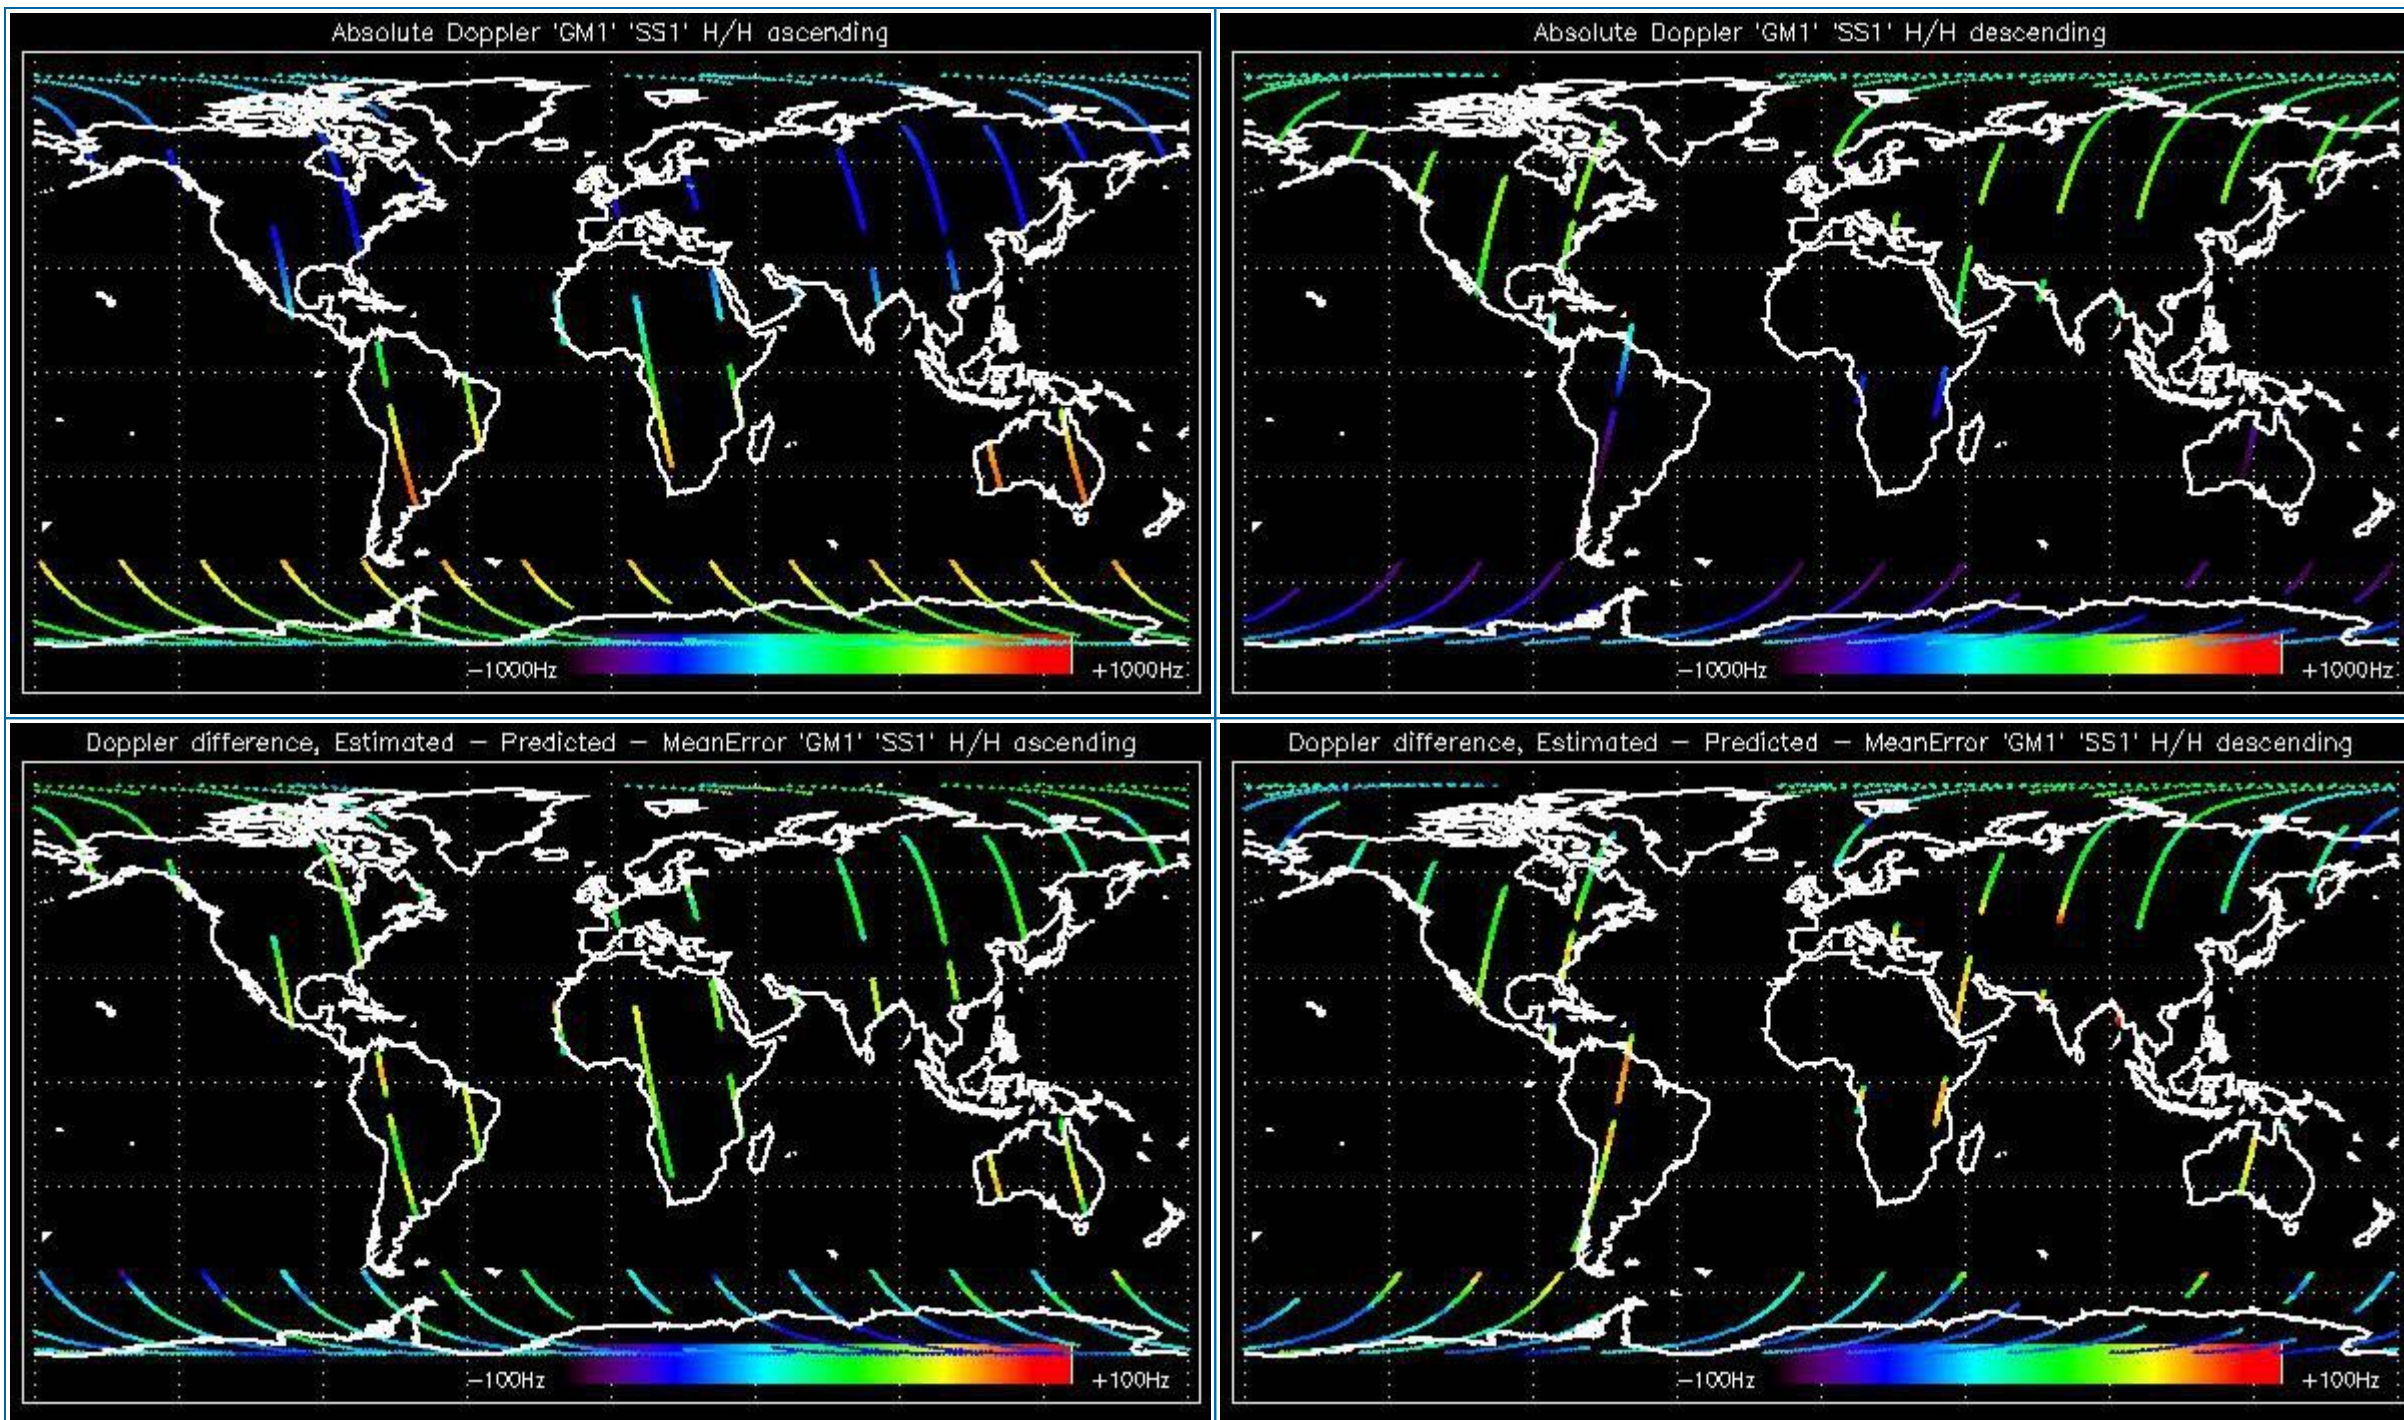 Absolute Doppler 'GM1' 'SS1' H/H ascending
−1000Hz
+1000Hz
Absolute Doppler 'GM1' 'SS1' H/H descending
−1000Hz
+1000Hz
Doppler difference, Estimated − Predicted − MeanError 'GM1' 'SS1' H/H ascending
−100Hz
+100Hz
Doppler difference, Estimated − Predicted − MeanError 'GM1' 'SS1' H/H descending
−100Hz
+100Hz